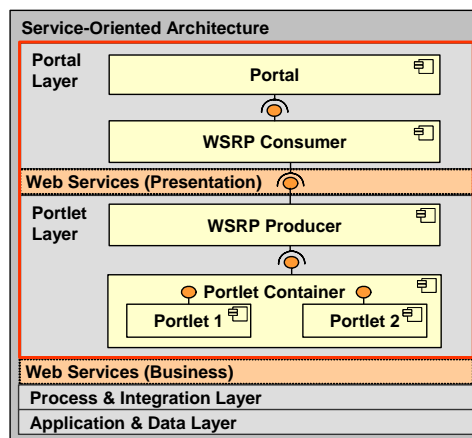 Service-Oriented Architecture
Portal
Layer
Portal
WSRP Consumer
Web Services (Presentation)
Portlet
Layer
WSRP Producer
Portlet Container
Portlet 1
Portlet 2
Web Services (Business)
Process & Integration Layer
Application & Data Layer